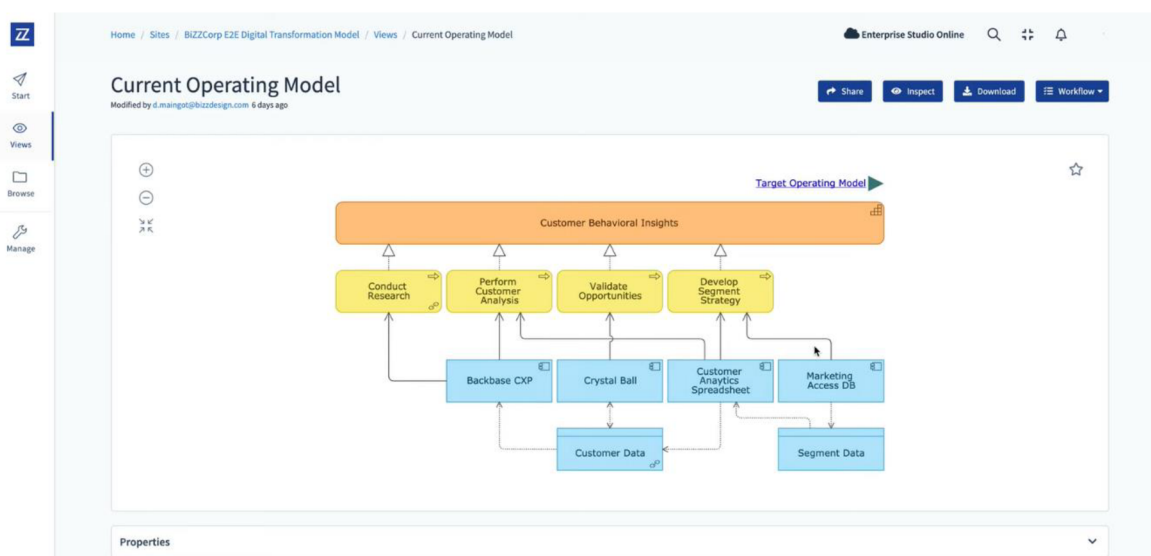 Home / Sites / BiZZCorp E2E Digital Transformation Model / Views / Current Operating Model
Enterprise Studio Online
Start
Views
Browse
Manage
Current Operating Model
Modified by d.maingot@bizzdesign.com 6 days ago
Share
Inspect
Download
Workflow
Target Operating Model
Customer Behavioral Insights
Conduct
Research
Perform
Customer
Analysis
Validate
Opportunities
Develop
Segment
Strategy
Backbase CXP
Crystal Ball
Customer
Anaytics
Spreadsheet
Marketing
Access DB
Customer Data
Segment Data
Properties